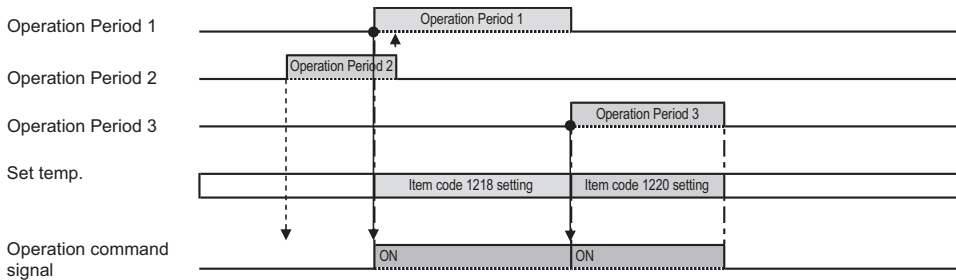 Operation Period 1
Operation Period 1
Operation Period 2
Operation Period 2
Operation Period 3
Operation Period 3
Set temp.
Item code 1218 setting
Item code 1220 setting
Operation command
signal
ON
ON